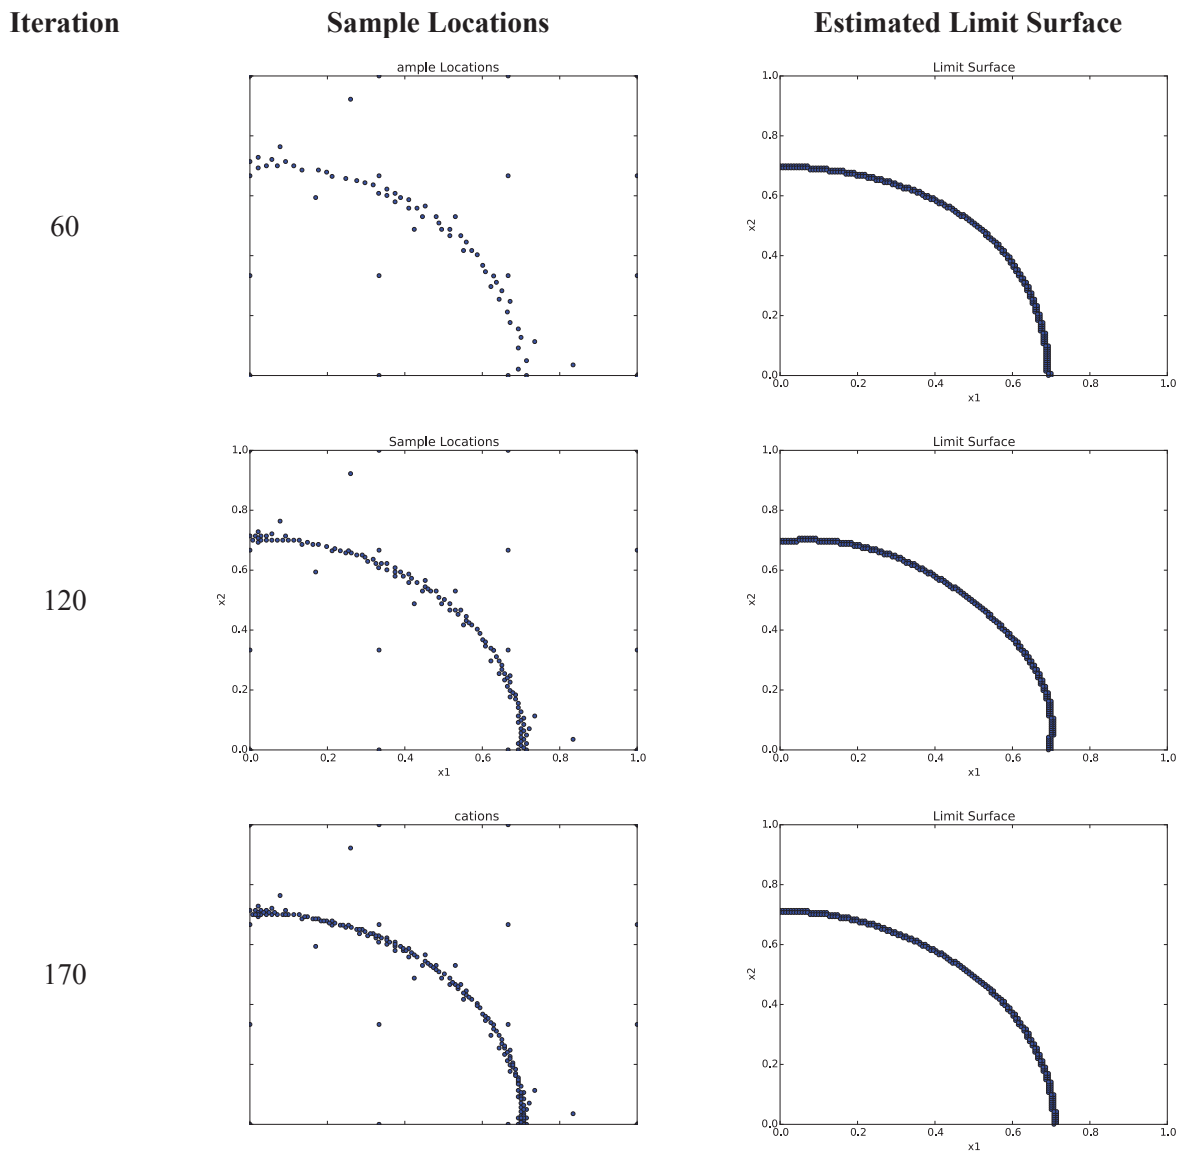 Iteration Sample Locations Estimated Limit Surface
ample Locations Limit Surface
1.0
0.8
0.6
60
x2
0.4
0.2
0.0
0.0 0.2 0.4 0.6 0.8 1.0
x1
Sample Locations Limit Surface
1.0 1.0
0.8 0.8
0.6 0.6
120
x2 x2
0.4 0.4
0.2 0.2
0.0 0.0
0.0 0.2 0.4 0.6 0.8 1.0 0.0 0.2 0.4 0.6 0.8 1.0
x1 x1
cations Limit Surface
1.0
0.8
0.6
170
x2
0.4
0.2
0.0
0.0 0.2 0.4 0.6 0.8 1.0
x1